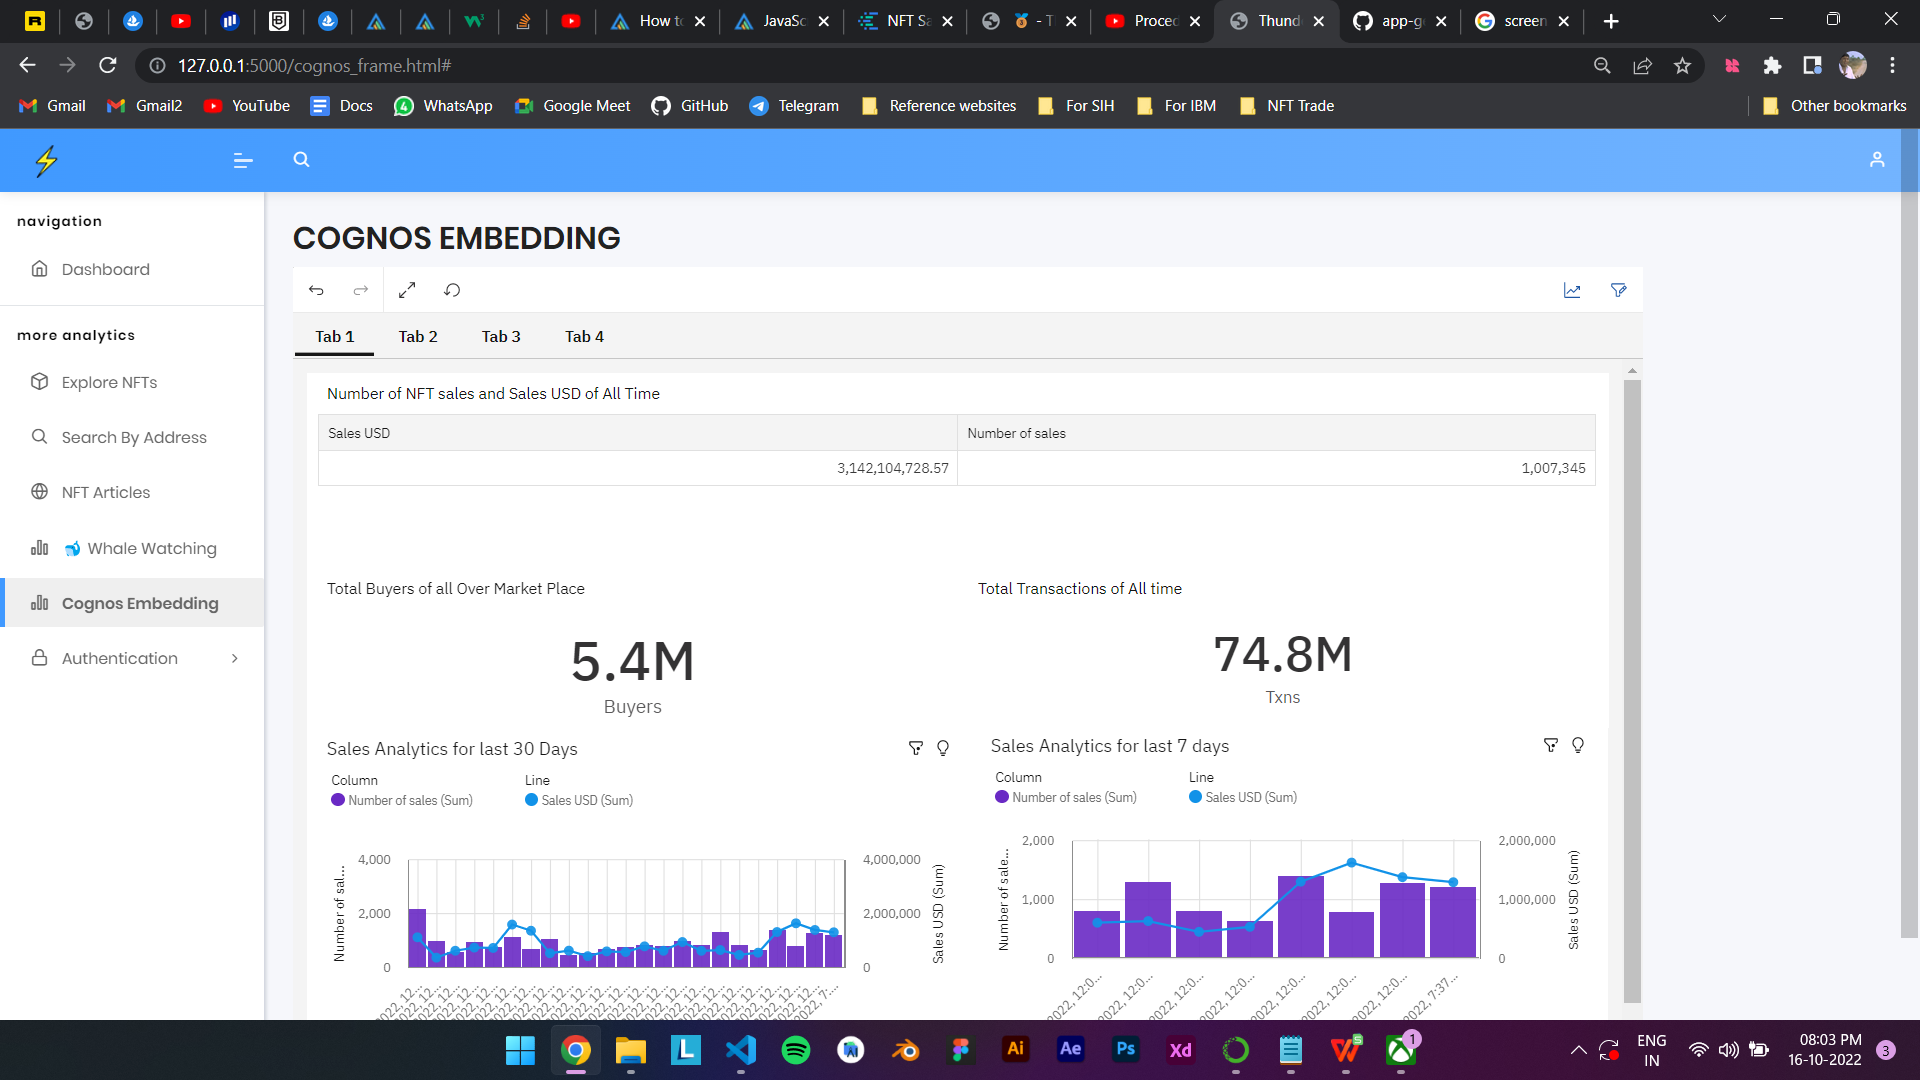 How to
JavaSc
NFT Sa
- T
Proced
Thund
app-g
screen
127.0.0.1:5000/cognos_frame.html#
Gmail
Gmail2
YouTube
Docs
4
WhatsApp
Google Meet
GitHub
Telegram
Reference websites
For SIH
For IBM
NFT Trade
Other bookmarks
navigation
Dashboard
more analytics
Explore NFTs
Search By Address
NFT Articles
Whale Watching
Cognos Embedding
Authentication
COGNOS EMBEDDING
Tab 1
Tab 2
Tab 3
Tab 4
Number of NFT sales and Sales USD of All Time
Sales USD
Number of sales
3,142,104,728.57
1,007,345
Total Buyers of all Over Market Place
5.4M
Buyers
Total Transactions of All time
74.8M
Txns
Sales Analytics for last 30 Days
Column
Line
Number of sales (Sum)
Sales USD (Sum)
Number of sal...
4,000
2,000
0
4,000,000
2,000,000
0
Sales USD (Sum)
Sales Analytics for last 7 days
Column
Line
Number of sales (Sum)
Sales USD (Sum)
Number of sale...
2,000
1,000
0
2,000,000
1,000,000
0
Sales USD (Sum)
2022, 12:0...
2022, 12:0...
2022, 12:0...
2022, 12:0...
2022, 12:0...
2022, 12:0...
2022, 12:0...
2022, 7:37...
L
Ai
Ae
Ps
Xd
1
ENG
IN
08:03 PM
16-10-2022
3